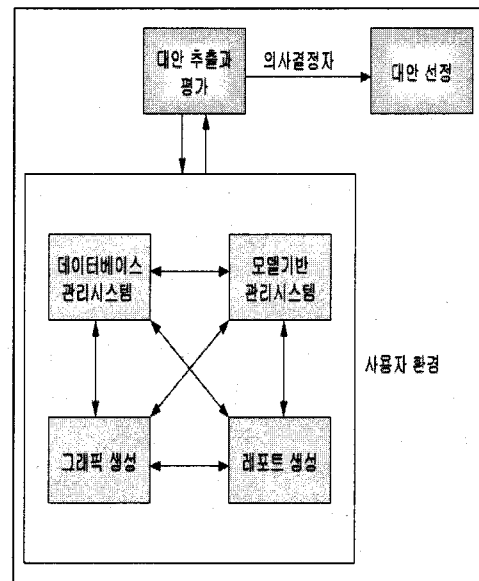 대안 추출과
평가
의사결정자
대안 선정
데이터베이스
관리시스템
모델기반
관리시스템
사용자 환경
그래픽 생성
레포트 생성